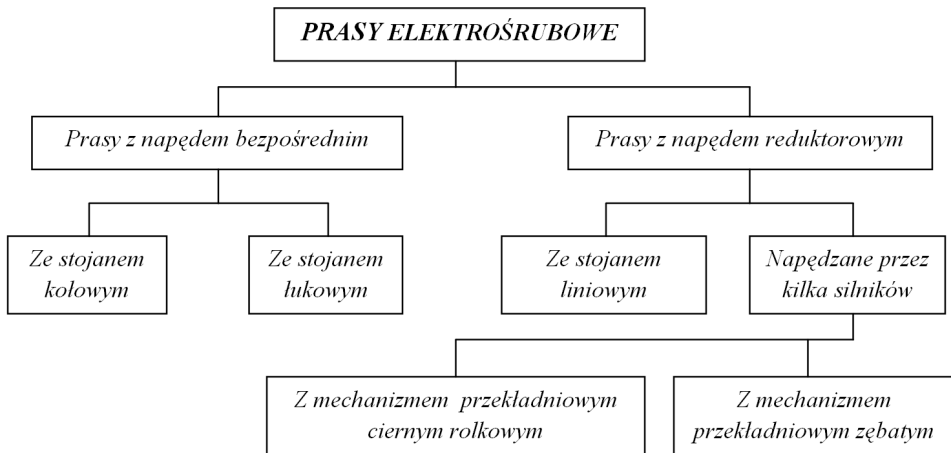 PRASY ELEKTROŚRUBOWE
Prasy z napędem bezpośrednim
Prasy z napędem reduktorowym
Ze stojanem
kołowym
Ze stojanem
łukowym
Ze stojanem
liniowym
Napędzane przez
kilka silników
Z mechanizmem przekładniowym
ciernym rolkowym
Z mechanizmem
przekładniowym zębatym